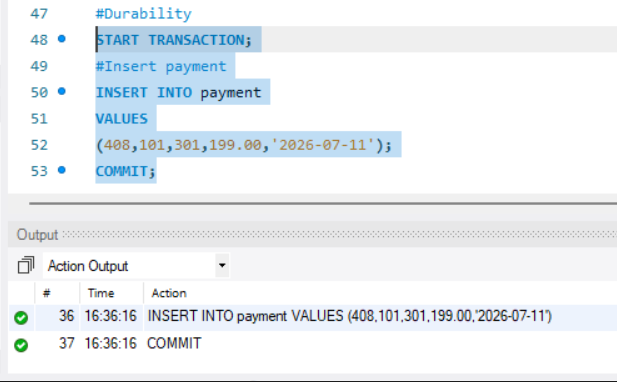 47 #Durability
48 START TRANSACTION;
49 #Insert payment
50 INSERT INTO payment
51 VALUES
52 (408,101,301,199.00,'2026-07-11');
53 COMMIT;
Output
Action Output
# Time Action
36 16:36:16 INSERT INTO payment VALUES (408,101,301,199.00,'2026-07-11')
37 16:36:16 COMMIT